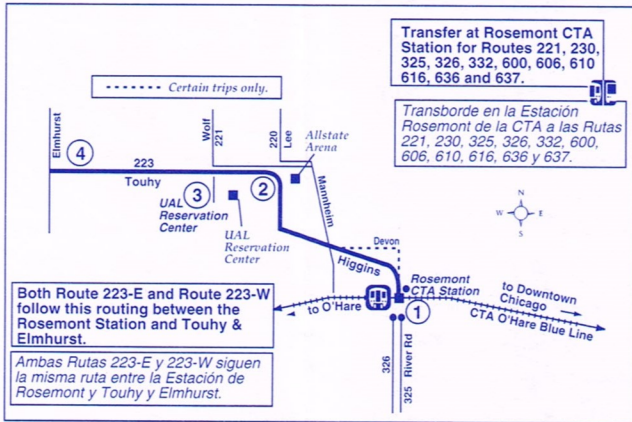 Transfer at Rosemont CTA
Station for Routes 221, 230,
325, 326, 332, 600, 606, 610
616, 636 and 637.
Transborde en la Estación
Rosemont de la CTA a las Rutas
221, 230, 325, 326, 332, 600,
606, 610, 616, 636 y 637.
Certain trips only.
Elmhurst
4
223
Touhy
Wolf
221
220
Lee
Allstate
Arena
3
UAL
Reservation
Center
UAL
Reservation
Center
2
Mannheim
N
W E
S
Devon
Higgins
Rosemont
CTA Station
1
to O'Hare
to Downtown
Chicago
CTA O'Hare Blue Line
326
325
River Rd
Both Route 223-E and Route 223-W
follow this routing between the
Rosemont Station and Touhy &
Elmhurst.
Ambas Rutas 223-E y 223-W siguen
la misma ruta entre la Estación de
Rosemont y Touhy y Elmhurst.